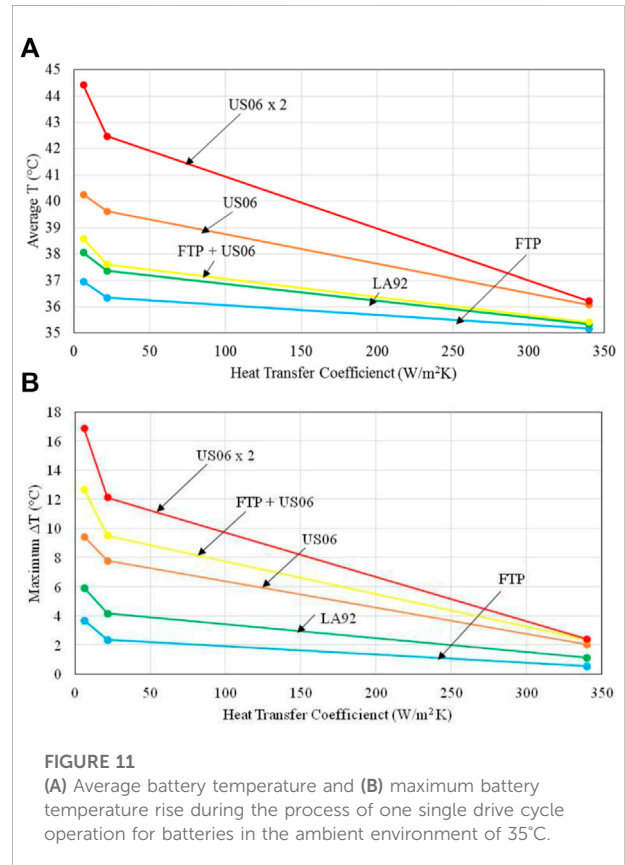 A
45
44
43
42
41
40
39
38
37
36
35
Average T (°C)
US06 x 2
US06
FTP + US06
LA92
FTP
0 50 100 150 200 250 300 350
Heat Transfer Coefficienct (W/m²K)
B
18
16
14
12
10
8
6
4
2
0
Maximum ΔT (°C)
US06 x 2
FTP + US06
US06
FTP
LA92
0 50 100 150 200 250 300 350
Heat Transfer Coefficienct (W/m²K)
FIGURE 11
(A) Average battery temperature and (B) maximum battery
temperature rise during the process of one single drive cycle
operation for batteries in the ambient environment of 35°C.